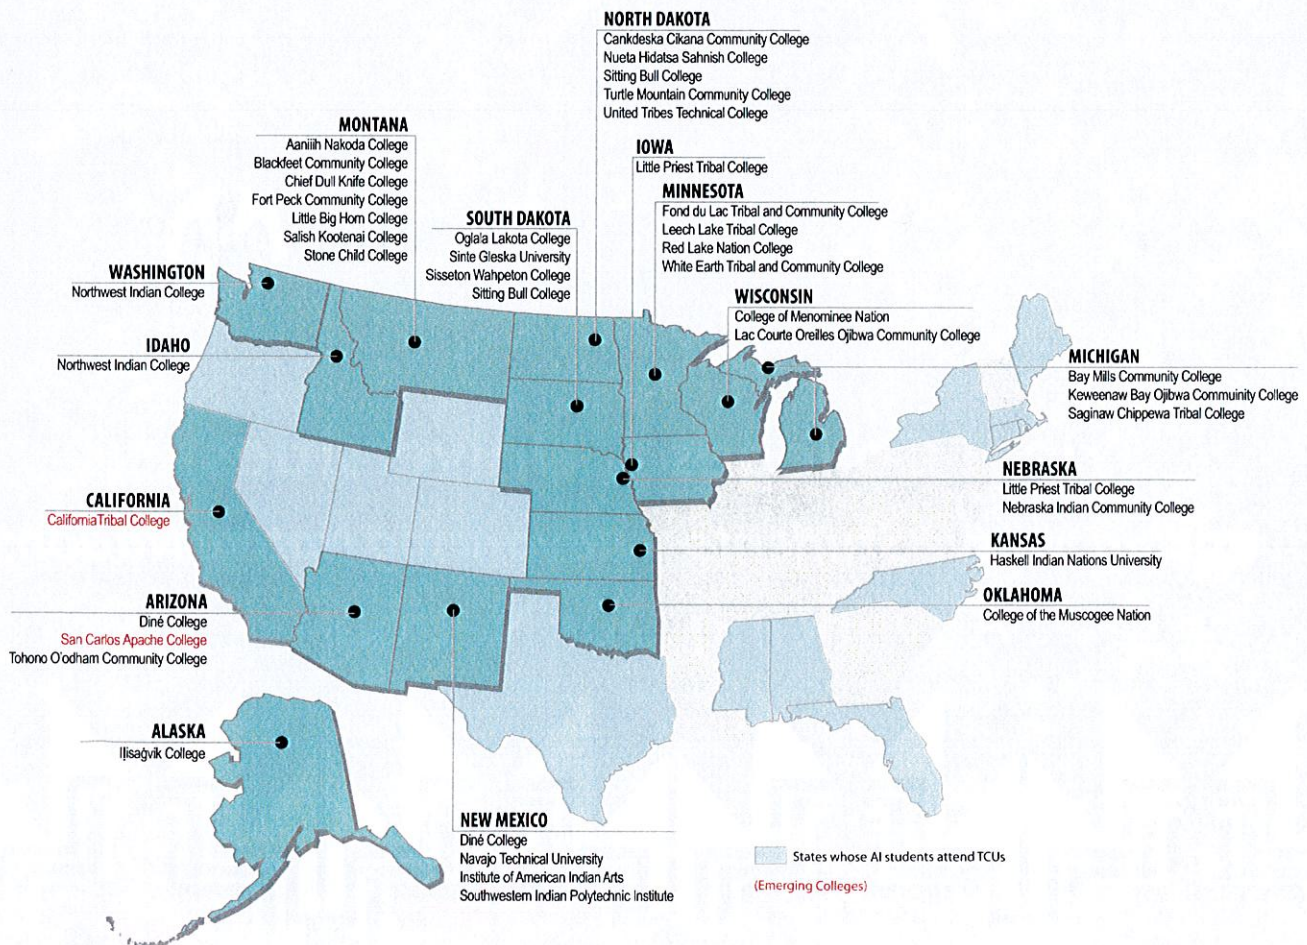 NORTH DAKOTA
Cankdeska Cikana Community College
Nueta Hidatsa Sahnish College
Sitting Bull College
Turtle Mountain Community College
United Tribes Technical College
MONTANA
Aaniiih Nakoda College
Blackfeet Community College
Chief Dull Knife College
Fort Peck Community College
Little Big Horn College
Salish Kootenai College
Stone Child College
IOWA
Little Priest Tribal College
MINNESOTA
Fond du Lac Tribal and Community College
Leech Lake Tribal College
Red Lake Nation College
White Earth Tribal and Community College
SOUTH DAKOTA
Oglala Lakota College
Sinte Gleska University
Sisseton Wahpeton College
Sitting Bull College
WASHINGTON
Northwest Indian College
WISCONSIN
College of Menominee Nation
Lac Courte Oreilles Ojibwa Community College
IDAHO
Northwest Indian College
MICHIGAN
Bay Mills Community College
Keweenaw Bay Ojibwa Commuinity College
Saginaw Chippewa Tribal College
NEBRASKA
Little Priest Tribal College
Nebraska Indian Community College
CALIFORNIA
CaliforniaTribal College
KANSAS
Haskell Indian Nations University
OKLAHOMA
College of the Muscogee Nation
ARIZONA
Diné College
San Carlos Apache College
Tohono O'odham Community College
ALASKA
Iḷisaġvik College
NEW MEXICO
Diné College
Navajo Technical University
Institute of American Indian Arts
Southwestern Indian Polytechnic Institute
States whose AI students attend TCUs
(Emerging Colleges)